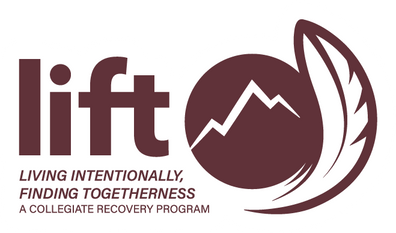 lift
LIVING INTENTIONALLY,
FINDING TOGETHERNESS
A COLLEGIATE RECOVERY PROGRAM